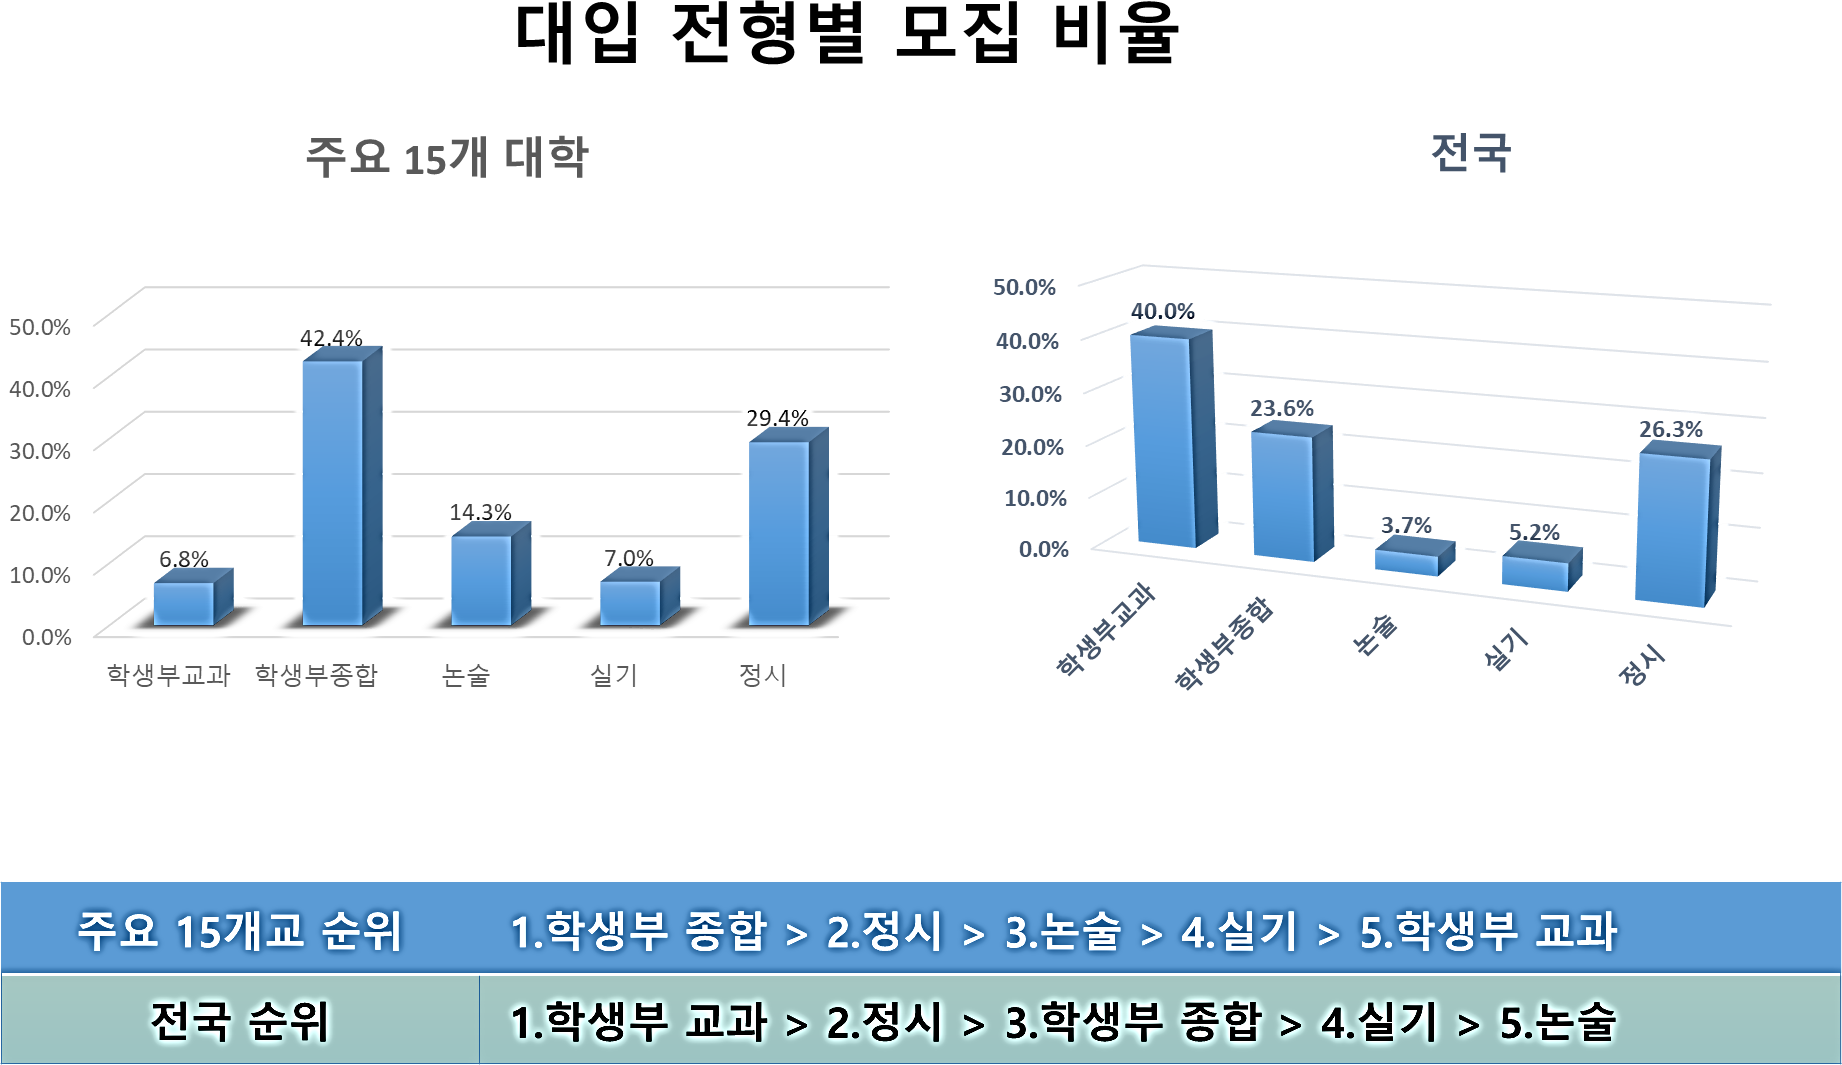 대입 전형별 모집 비율
주요 15개 대학
50.0%
40.0%
30.0%
20.0%
10.0%
0.0%
6.8%
42.4%
14.3%
7.0%
29.4%
학생부교과
학생부종합
논술
실기
정시
전국
50.0%
40.0%
30.0%
20.0%
10.0%
0.0%
40.0%
23.6%
3.7%
5.2%
26.3%
학생부교과
학생부종합
논술
실기
정시
주요 15개교 순위 1.학생부 종합 > 2.정시 > 3.논술 > 4.실기 > 5.학생부 교과
전국 순위 1.학생부 교과 > 2.정시 > 3.학생부 종합 > 4.실기 > 5.논술